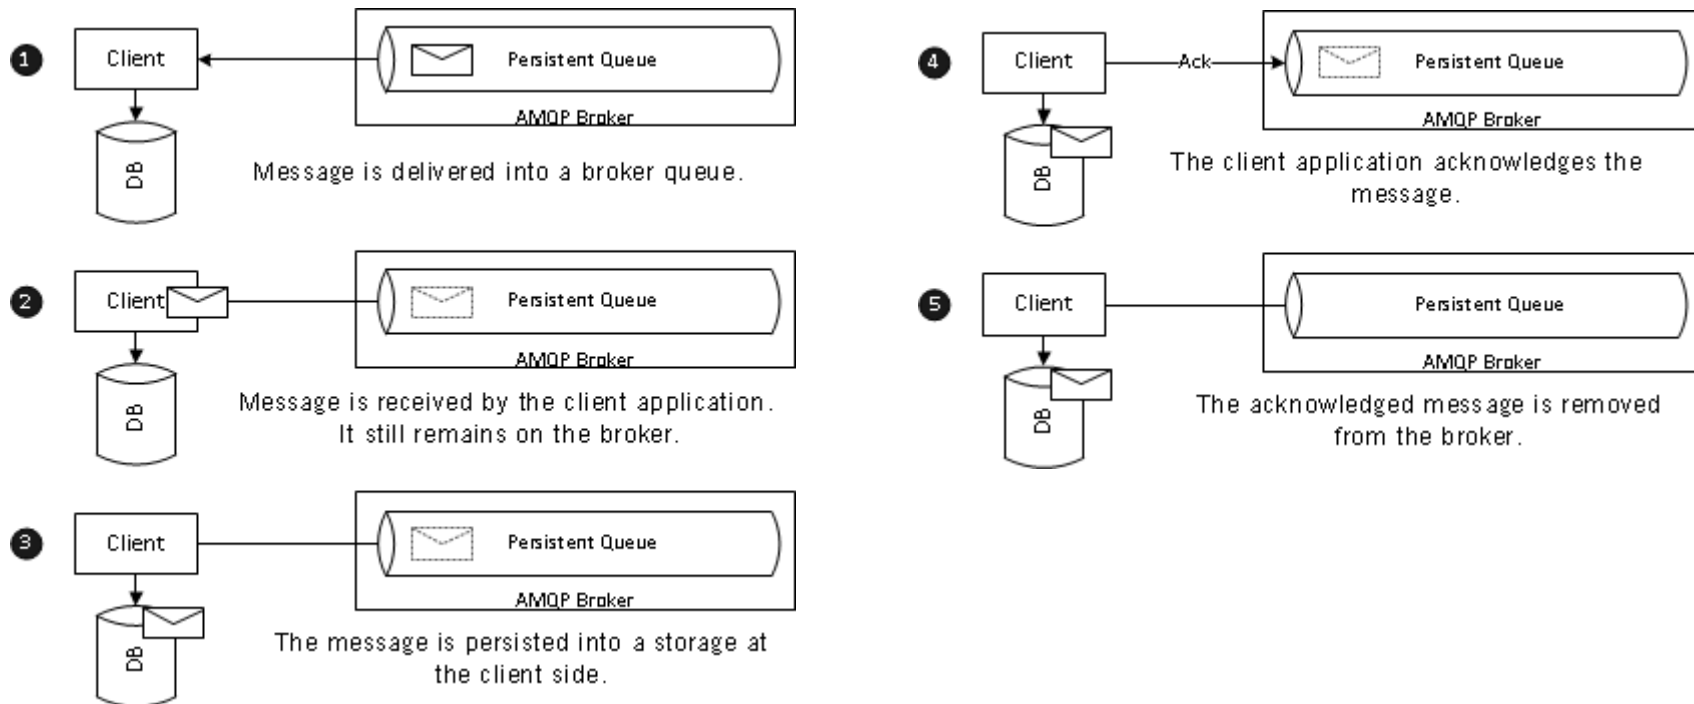 1
Client
Persistent Queue
AMQP Broker
DB
Message is delivered into a broker queue.
2
Client
Persistent Queue
AMQP Broker
DB
Message is received by the client application.
It still remains on the broker.
3
Client
Persistent Queue
AMQP Broker
DB
The message is persisted into a storage at
the client side.
4
Client
Ack
Persistent Queue
AMQP Broker
DB
The client application acknowledges the
message.
5
Client
Persistent Queue
AMQP Broker
DB
The acknowledged message is removed
from the broker.